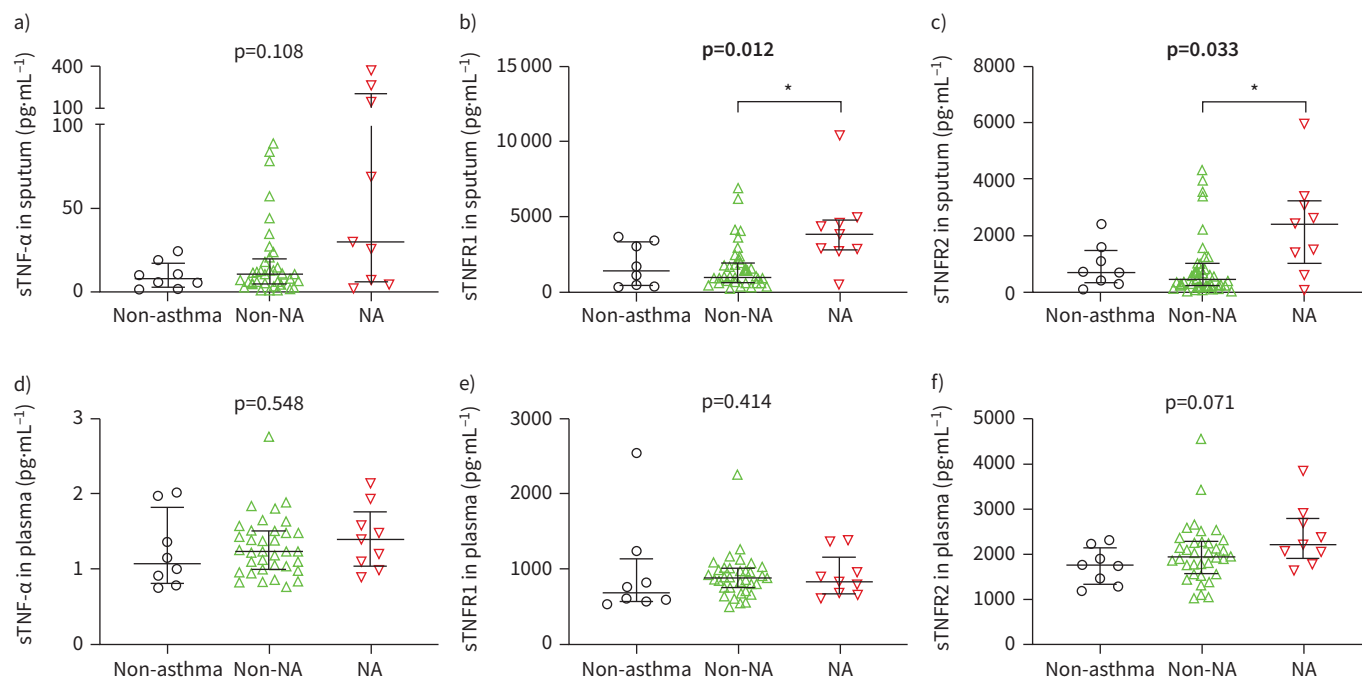 a)
p=0.108
sTNF-α in sputum (pg·mL⁻¹)
400
100
100
50
0
Non-asthma
Non-NA
NA
b)
p=0.012
*
sTNFR1 in sputum (pg·mL⁻¹)
15 000
10 000
5000
0
Non-asthma
Non-NA
NA
c)
p=0.033
*
sTNFR2 in sputum (pg·mL⁻¹)
8000
6000
4000
2000
0
Non-asthma
Non-NA
NA
d)
p=0.548
sTNF-α in plasma (pg·mL⁻¹)
3
2
1
0
Non-asthma
Non-NA
NA
e)
p=0.414
sTNFR1 in plasma (pg·mL⁻¹)
3000
2000
1000
0
Non-asthma
Non-NA
NA
f)
p=0.071
sTNFR2 in plasma (pg·mL⁻¹)
5000
4000
3000
2000
1000
0
Non-asthma
Non-NA
NA